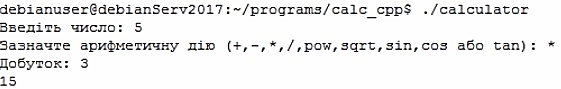 debianuser@debianServ2017:~/programs/calc_cpp$ ./calculator
Введіть число: 5
Зазначте арифметичну дію (+,-,*,/,pow,sqrt,sin,cos або tan): *
Добуток: 3
15